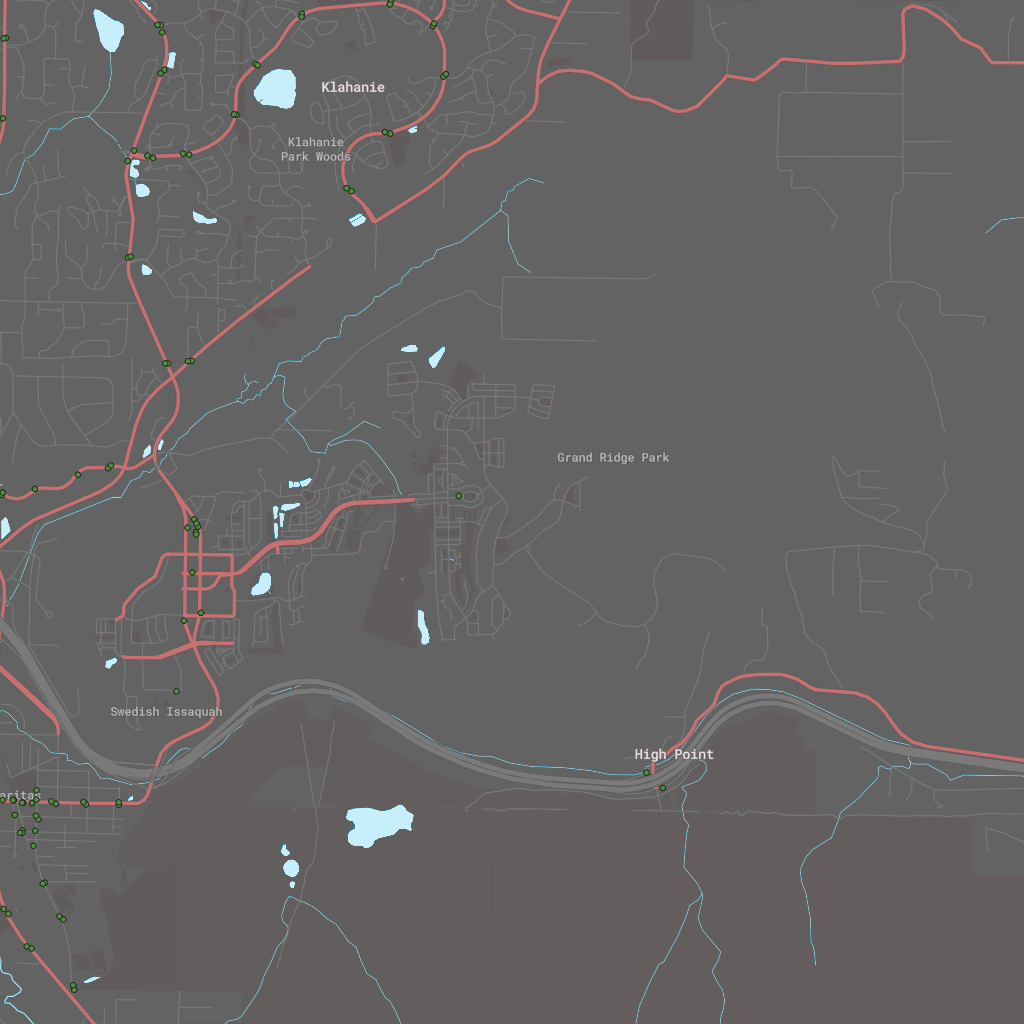 Klahanie
Klahanie
Park Woods
Grand Ridge Park
Swedish Issaquah
High Point